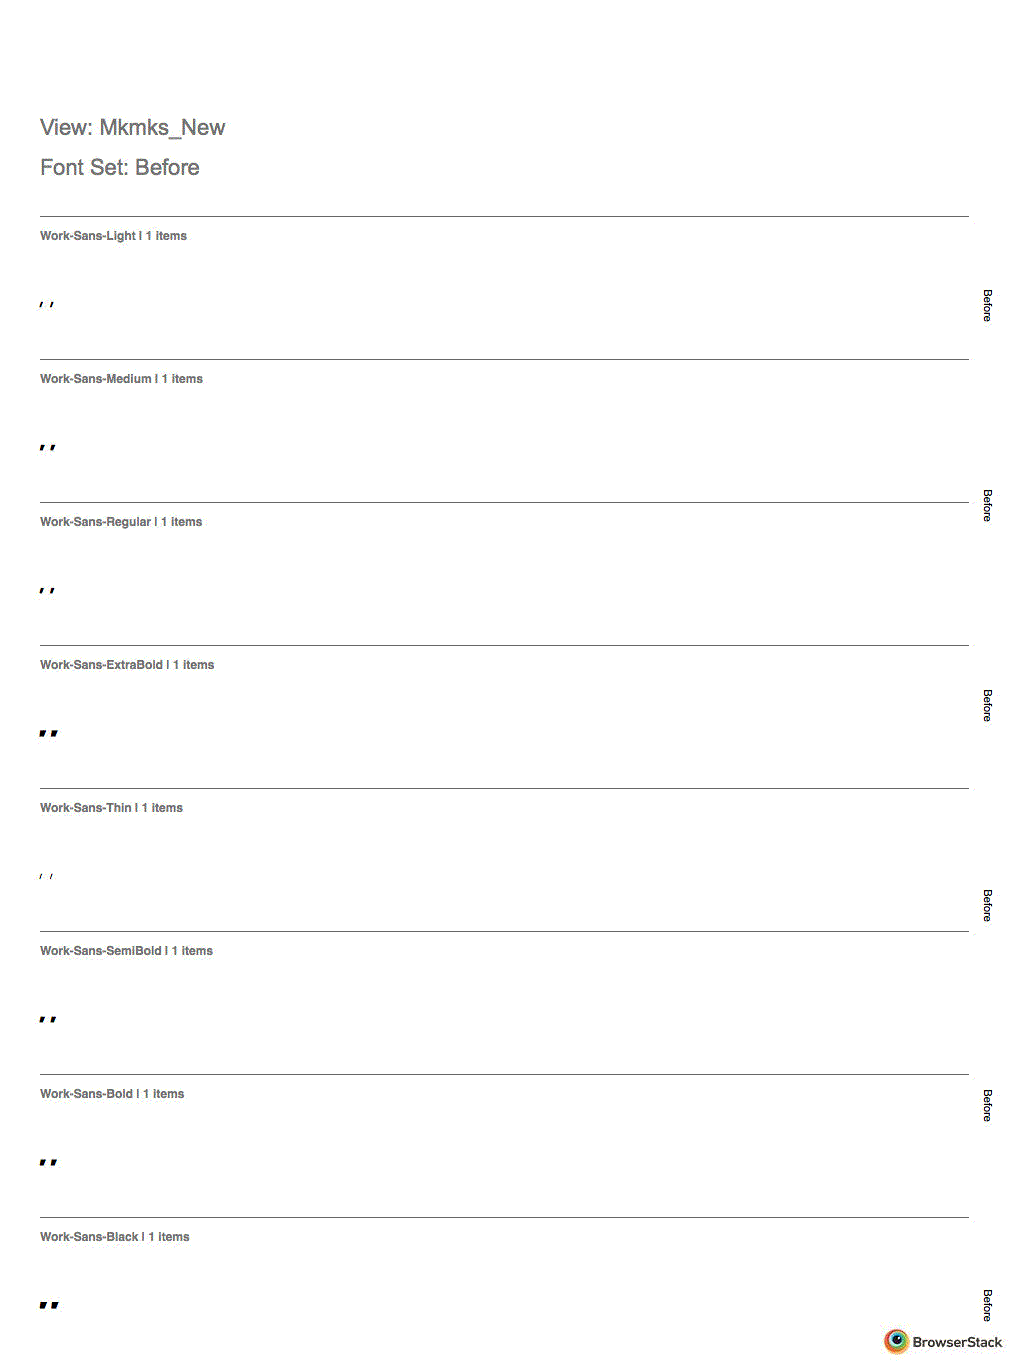 View: Mkmks_New
Font Set: Before
Work-Sans-Light | 1 items
Before
Work-Sans-Medium | 1 items
Before
Work-Sans-Regular | 1 items
Work-Sans-ExtraBold | 1 items
Before
Work-Sans-Thin | 1 items
Before
Work-Sans-SemiBold | 1 items
Work-Sans-Bold | 1 items
Before
Work-Sans-Black | 1 items
Before
BrowserStack